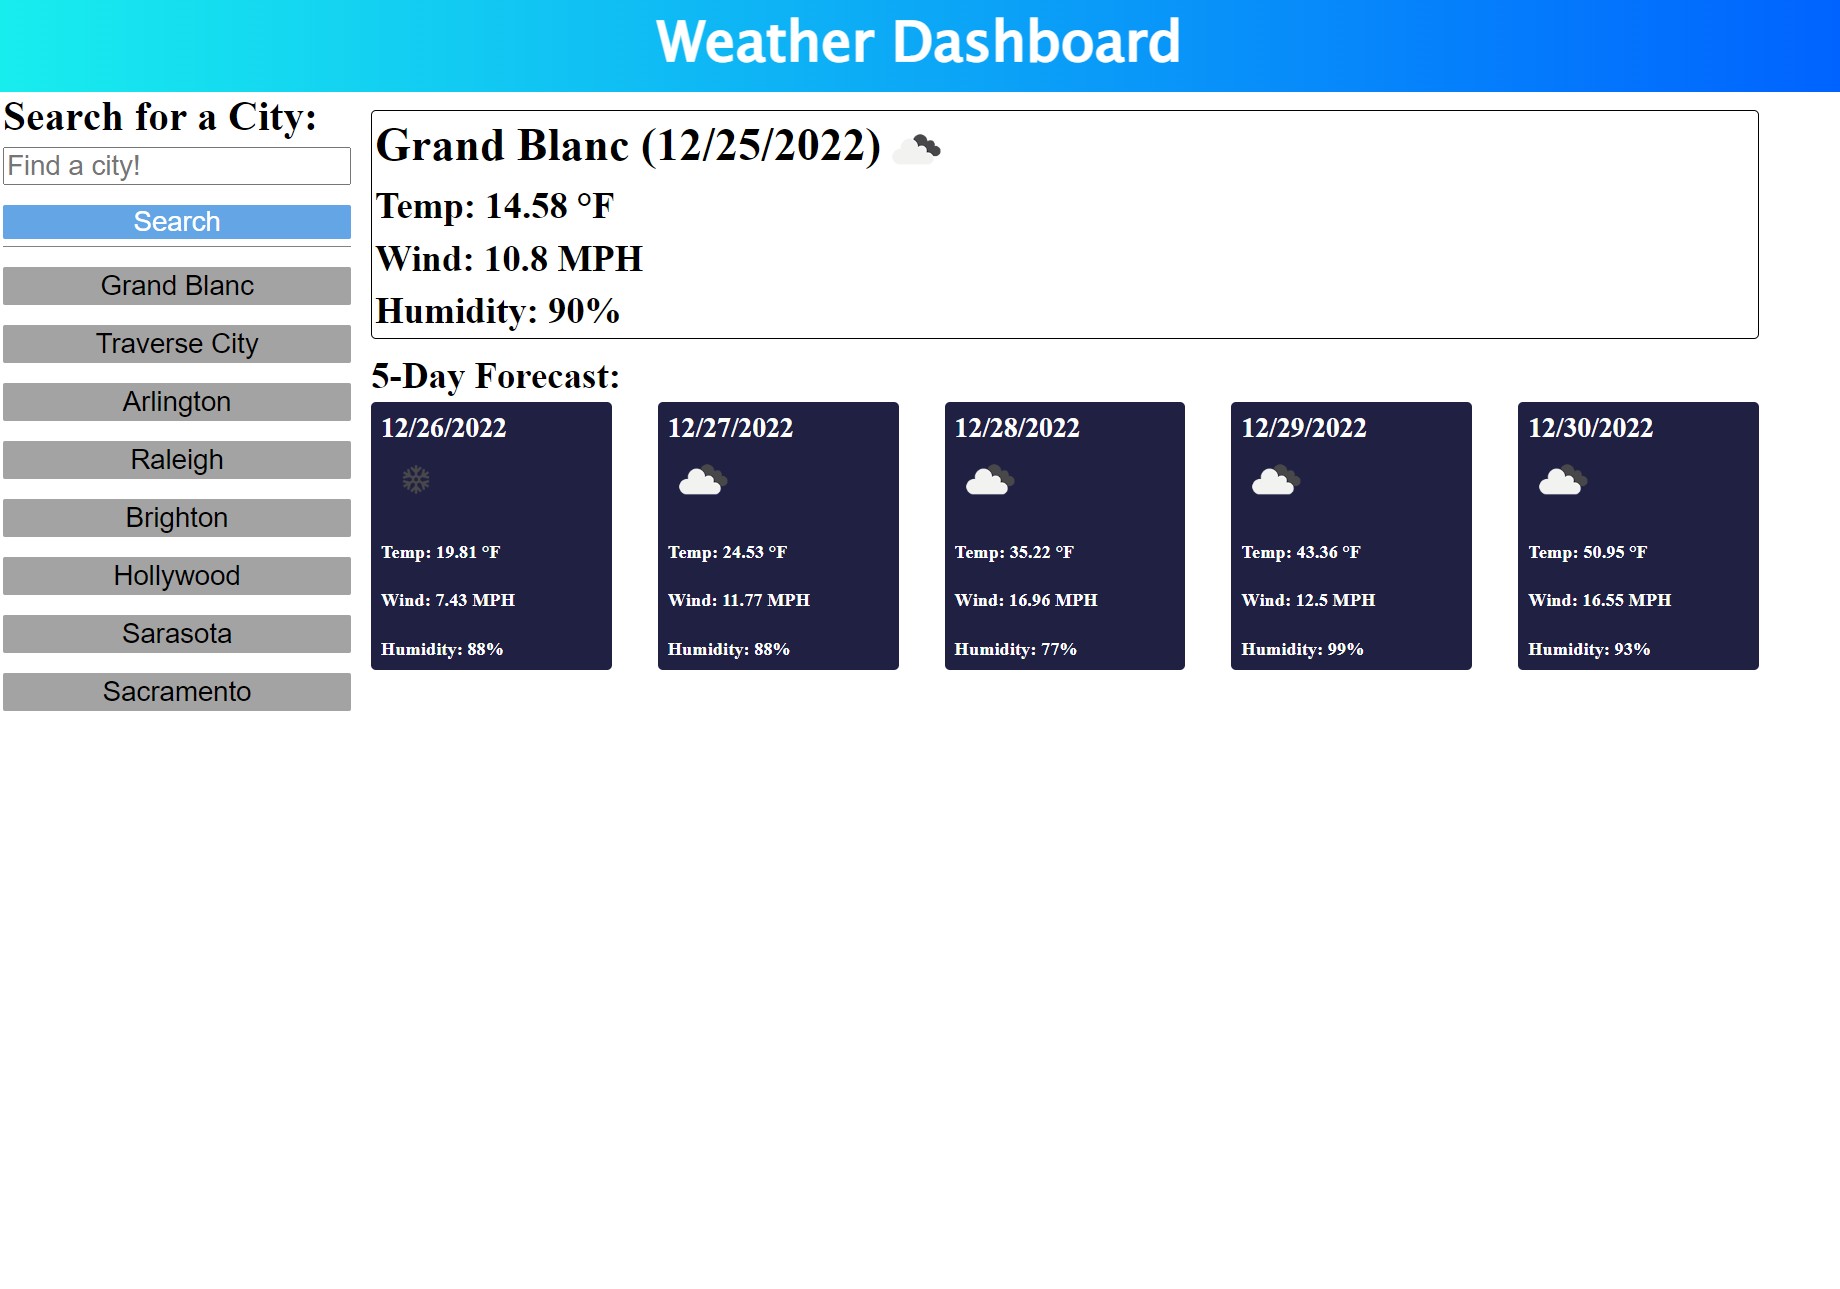 Weather Dashboard
Search for a City:
Find a city!
Search
Grand Blanc
Traverse City
Arlington
Raleigh
Brighton
Hollywood
Sarasota
Sacramento
Grand Blanc (12/25/2022)
Temp: 14.58 °F
Wind: 10.8 MPH
Humidity: 90%
5-Day Forecast:
12/26/2022
Temp: 19.81 °F
Wind: 7.43 MPH
Humidity: 88%
12/27/2022
Temp: 24.53 °F
Wind: 11.77 MPH
Humidity: 88%
12/28/2022
Temp: 35.22 °F
Wind: 16.96 MPH
Humidity: 77%
12/29/2022
Temp: 43.36 °F
Wind: 12.5 MPH
Humidity: 99%
12/30/2022
Temp: 50.95 °F
Wind: 16.55 MPH
Humidity: 93%